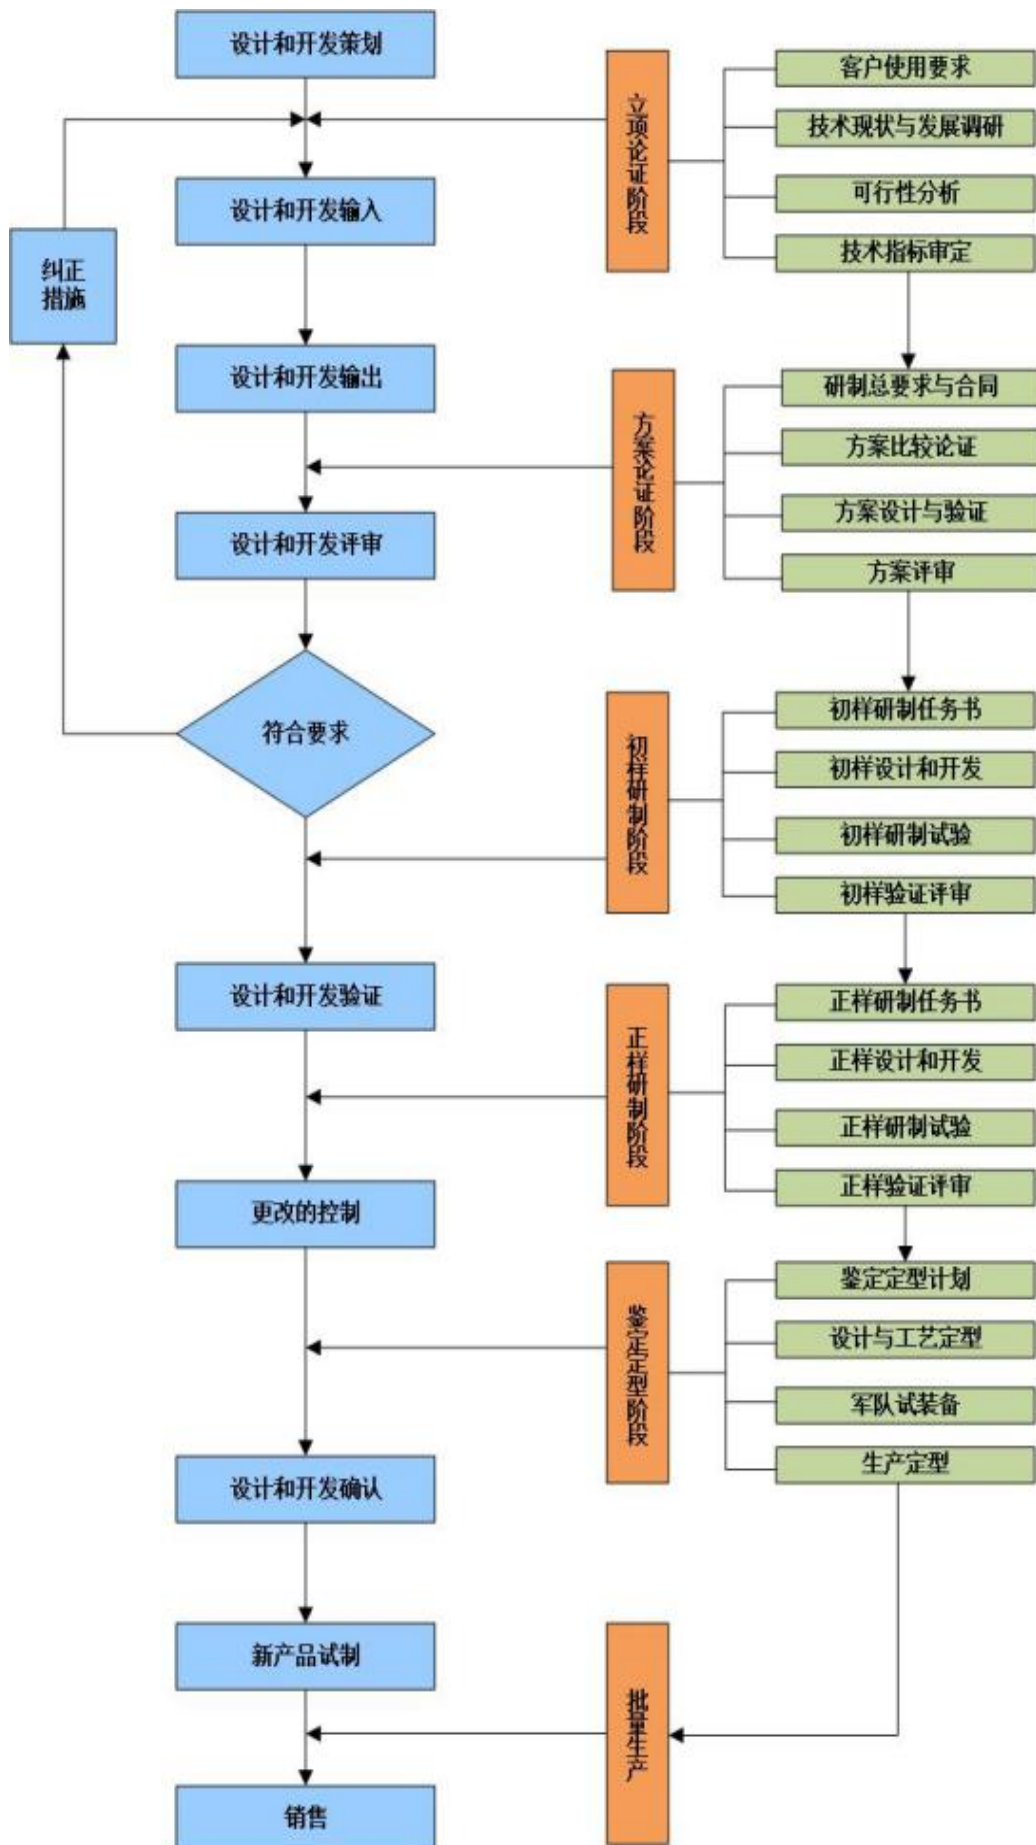 设计和开发策划
设计和开发输入
纠正
措施
设计和开发输出
设计和开发评审
符合要求
设计和开发验证
更改的控制
设计和开发确认
新产品试制
销售
立项论证阶段
方案论证阶段
初样研制阶段
正样研制阶段
鉴定定型阶段
批量生产
客户使用要求
技术现状与发展调研
可行性分析
技术指标审定
研制总要求与合同
方案比较论证
方案设计与验证
方案评审
初样研制任务书
初样设计和开发
初样研制试验
初样验证评审
正样研制任务书
正样设计和开发
正样研制试验
正样验证评审
鉴定定型计划
设计与工艺定型
军队试装备
生产定型